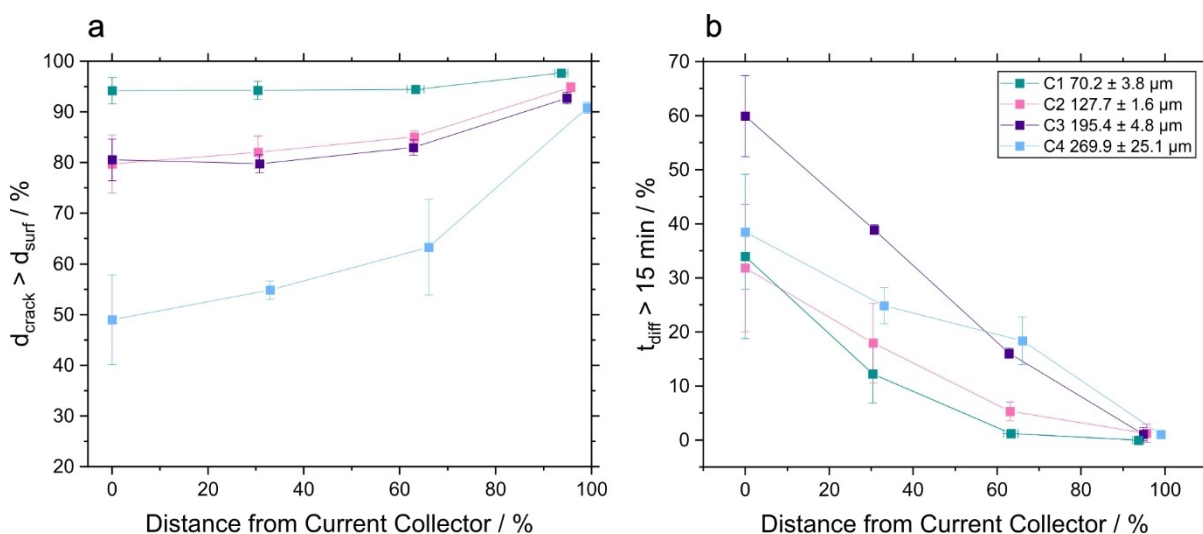 a
100
90
80
70
60
50
40
30
20
d_crack > d_surf / %
0 20 40 60 80 100
Distance from Current Collector / %
b
70
60
50
40
30
20
10
0
t_diff > 15 min / %
C1 70.2 ± 3.8 µm
C2 127.7 ± 1.6 µm
C3 195.4 ± 4.8 µm
C4 269.9 ± 25.1 µm
0 20 40 60 80 100
Distance from Current Collector / %